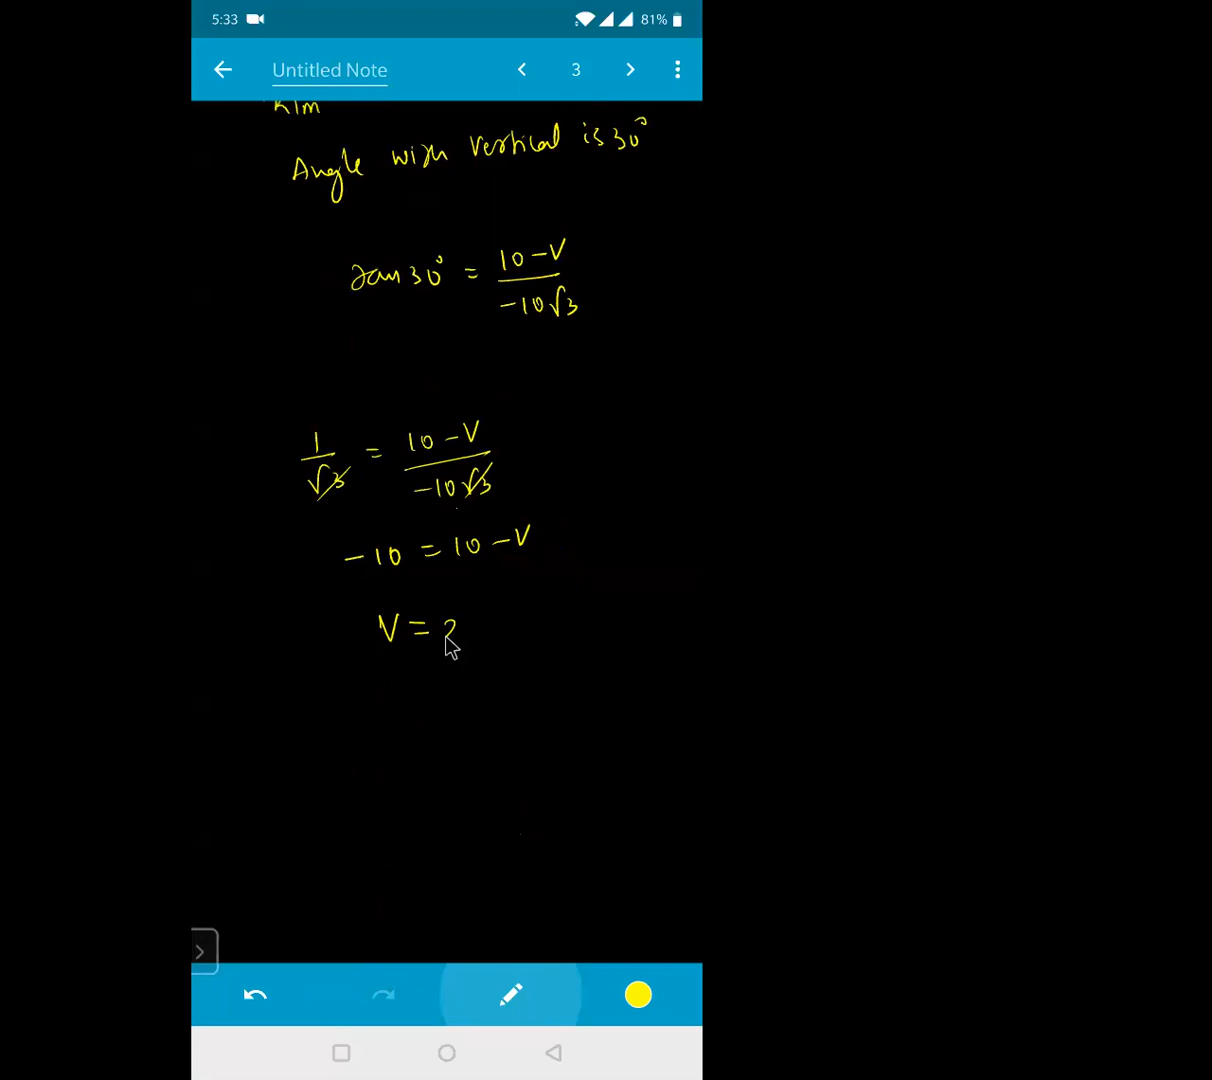 5:33 81%
Untitled Note 3
Angle with Vertical is 30°
tan 30° = (10 - V)/(-10√3)
1/√3 = (10 - V)/(-10√3)
-10 = 10 - V
V = 2